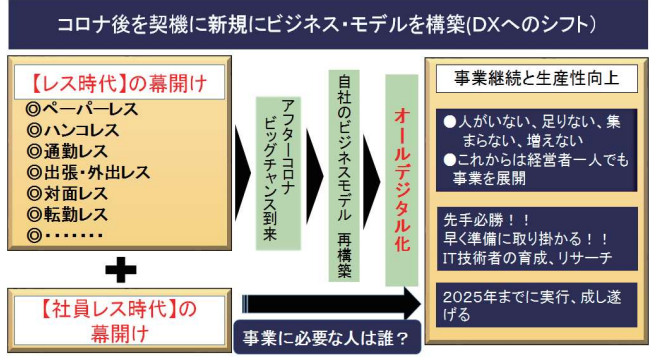 コロナ後を契機に新規にビジネス・モデルを構築(DXへのシフト)
【レス時代】の幕開け
◎ペーパーレス
◎ハンコレス
◎通勤レス
◎出張・外出レス
◎対面レス
◎転勤レス
◎・・・・・・・
+
【社員レス時代】の
幕開け
アフターコロナ
ビッグチャンス到来
自社のビジネスモデル 再構築
オールデジタル化
事業に必要な人は誰？
事業継続と生産性向上
●人がいない、足りない、集
まらない、増えない
●これからは経営者一人でも
事業を展開
先手必勝！！
早く準備に取り掛かる！！
IT技術者の育成、リサーチ
2025年までに実行、成し遂
げる